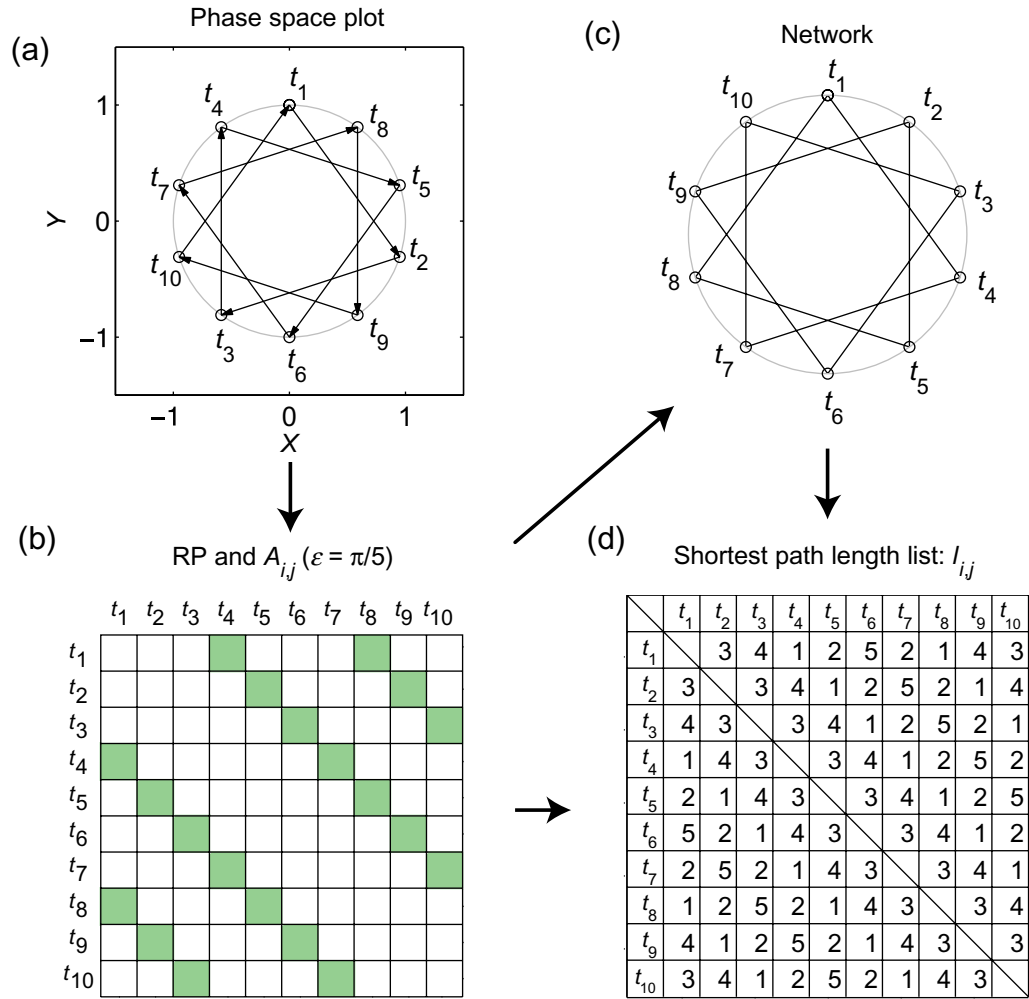 (a)
Phase space plot
t1
t4
t8
t7
t5
t10
t2
t3
t9
t6
1
0
−1
Y
−1 0 1
X
(c)
Network
t1
t10
t2
t9
t3
t8
t4
t7
t5
t6
(b)
RP and Ai,j (ε = π/5)
t1 t2 t3 t4 t5 t6 t7 t8 t9 t10
t1
t2
t3
t4
t5
t6
t7
t8
t9
t10
(d)
Shortest path length list: li,j
t1 t2 t3 t4 t5 t6 t7 t8 t9 t10
t1 3 4 1 2 5 2 1 4 3
t2 3 3 4 1 2 5 2 1 4
t3 4 3 3 4 1 2 5 2 1
t4 1 4 3 3 4 1 2 5 2
t5 2 1 4 3 3 4 1 2 5
t6 5 2 1 4 3 3 4 1 2
t7 2 5 2 1 4 3 3 4 1
t8 1 2 5 2 1 4 3 3 4
t9 4 1 2 5 2 1 4 3 3
t10 3 4 1 2 5 2 1 4 3